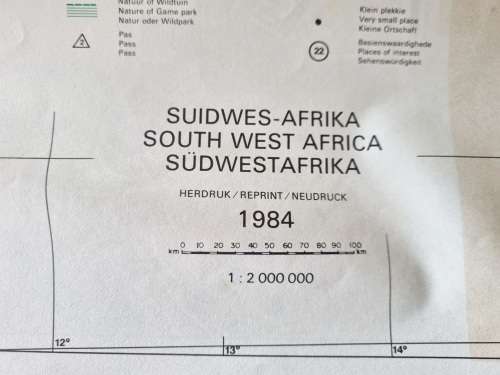 Natuur of Wildtuin
Nature of Game park
Natur oder Wildpark
2
Pas
Pass
Pass
Klein plekkie
Very small place
Kleine Ortschaft
22
Besienswaardighede
Places of interest
Sehenswürdigkeit
SUIDWES-AFRIKA
SOUTH WEST AFRICA
SÜDWESTAFRIKA
HERDRUK/REPRINT/NEUDRUCK
1984
0 10 20 30 40 50 60 70 80 90 100
km km
1 : 2 000 000
12° 13° 14°